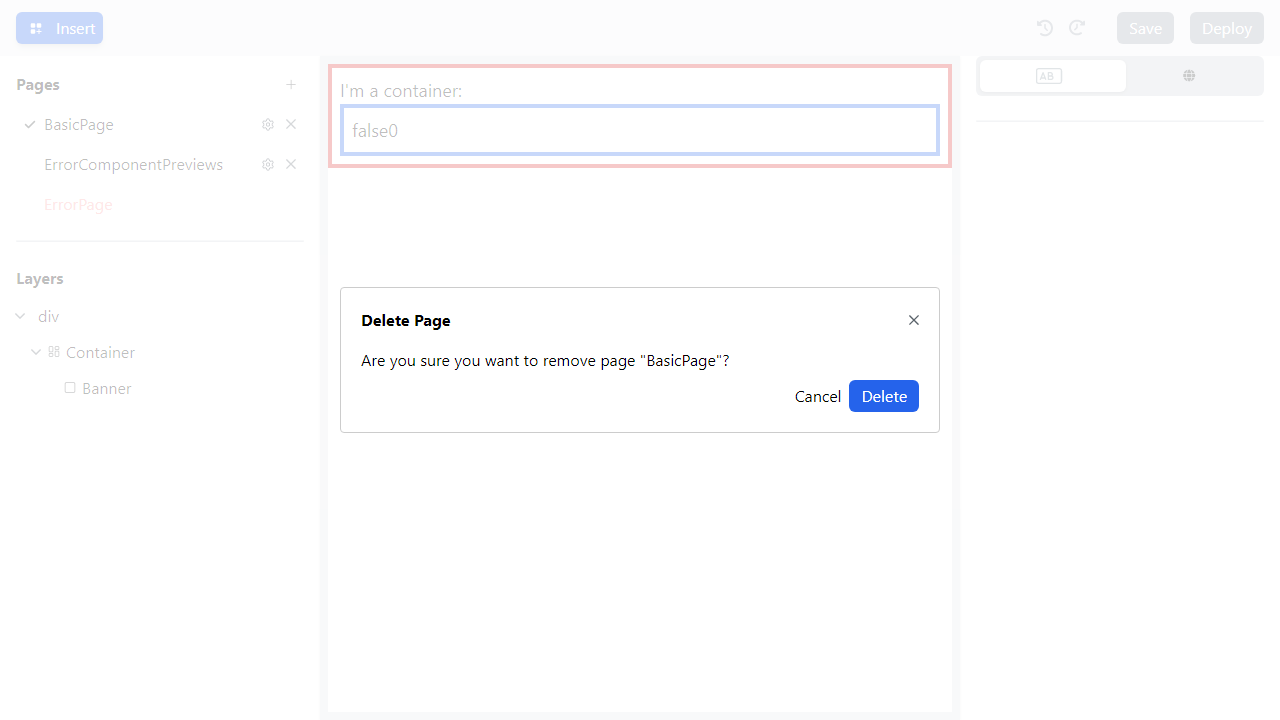 Insert
Save
Deploy
Pages
BasicPage
ErrorComponentPreviews
ErrorPage
Layers
div
Container
Banner
I'm a container:
false0
AB
Delete Page
Are you sure you want to remove page "BasicPage"?
Cancel
Delete